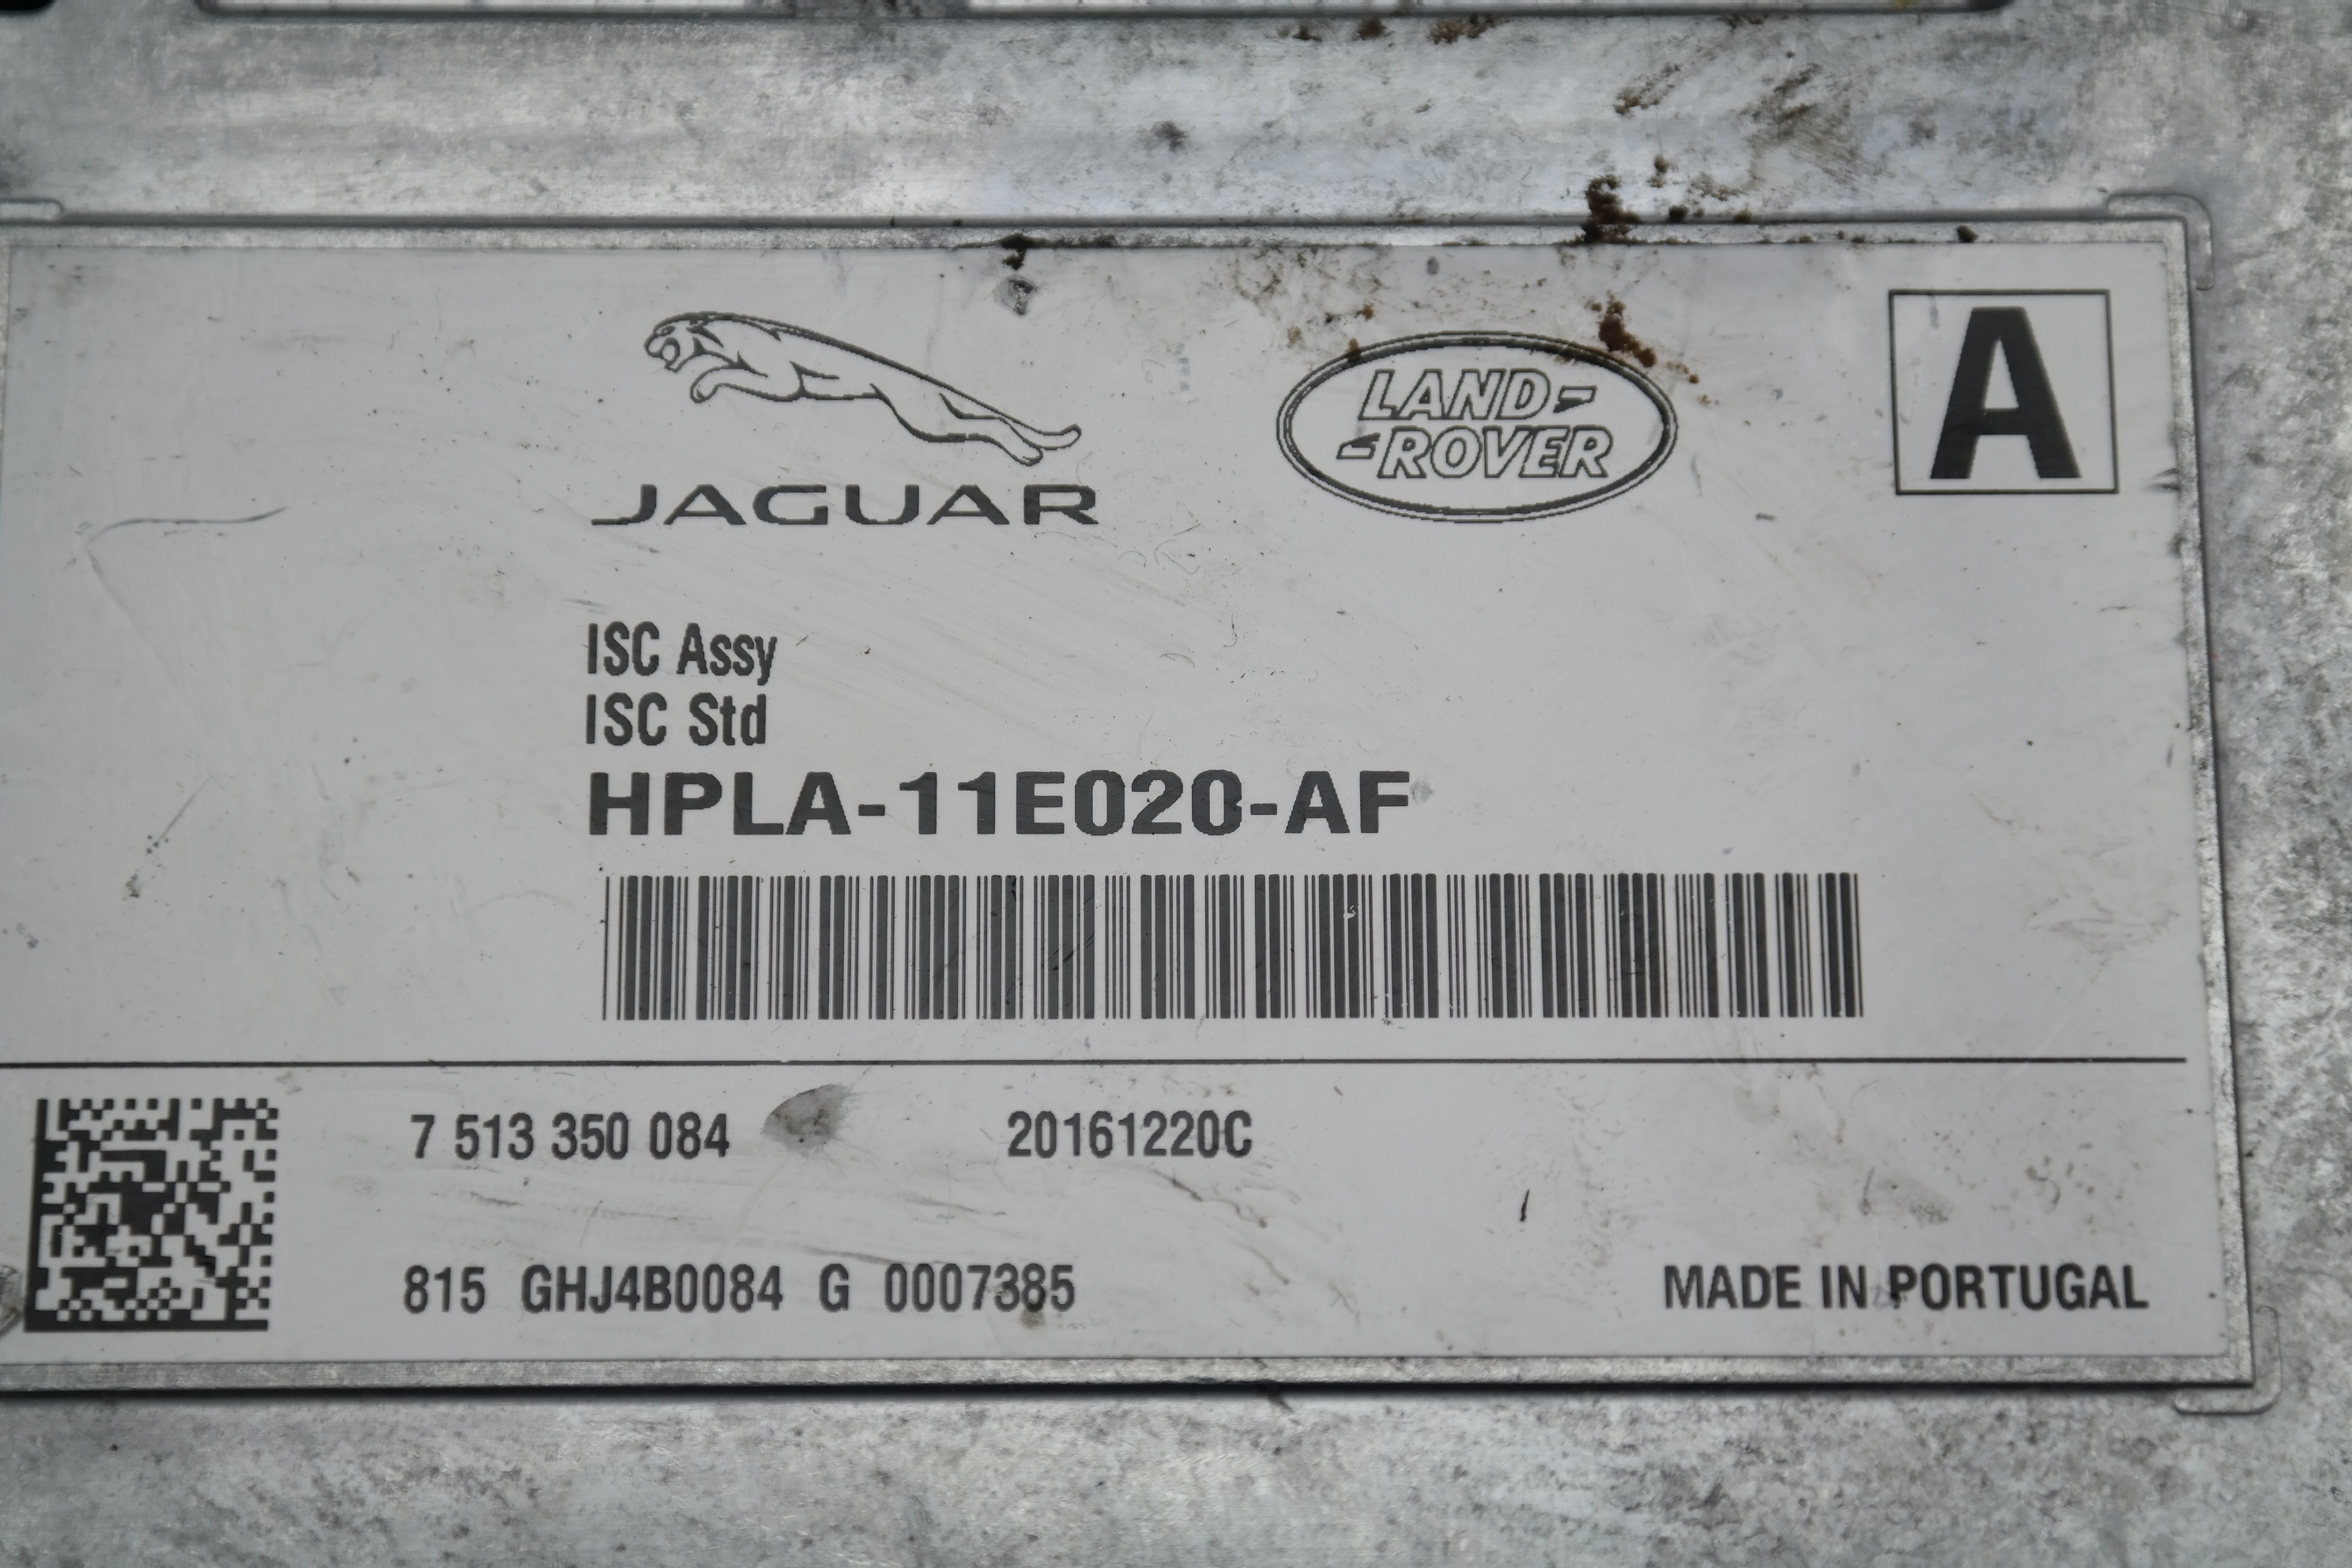 JAGUAR
LAND-
-ROVER
A
ISC Assy
ISC Std
HPLA-11E020-AF
7 513 350 084 20161220C
815 GHJ4B0084 G 0007385
MADE IN PORTUGAL